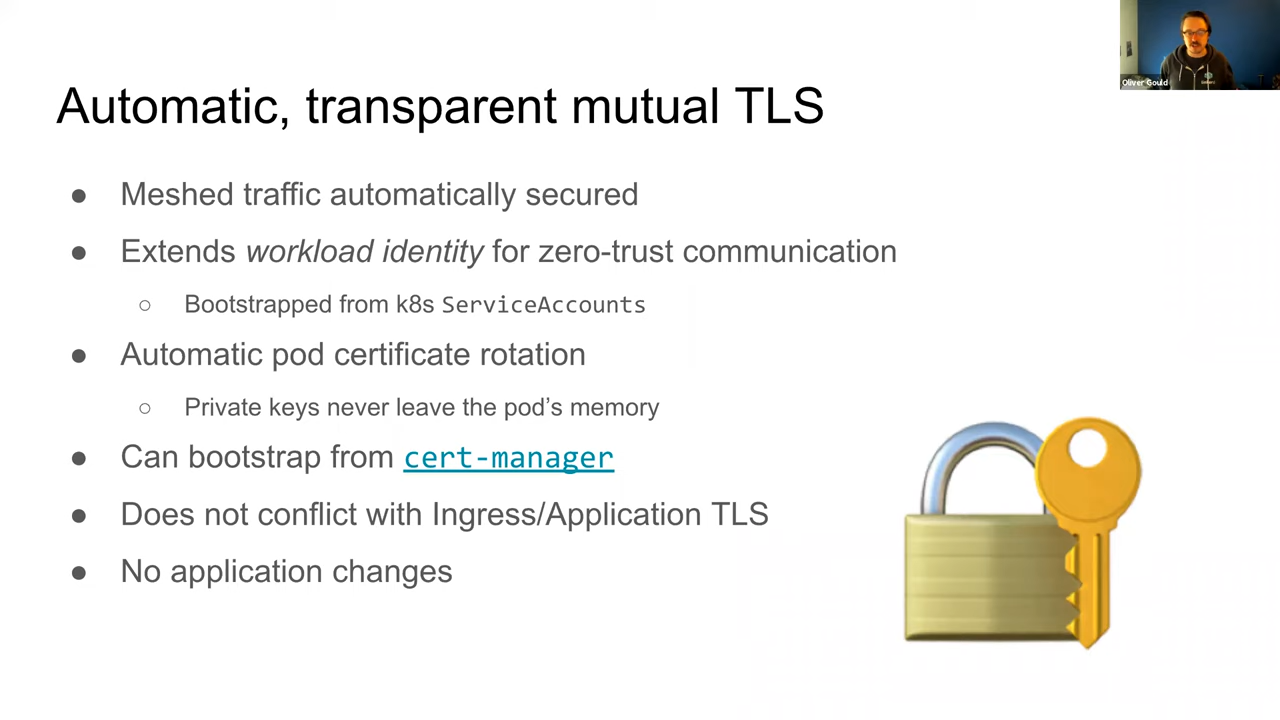 Oliver Gould
Automatic, transparent mutual TLS
● Meshed traffic automatically secured
● Extends workload identity for zero-trust communication
○ Bootstrapped from k8s ServiceAccounts
● Automatic pod certificate rotation
○ Private keys never leave the pod’s memory
● Can bootstrap from cert-manager
● Does not conflict with Ingress/Application TLS
● No application changes